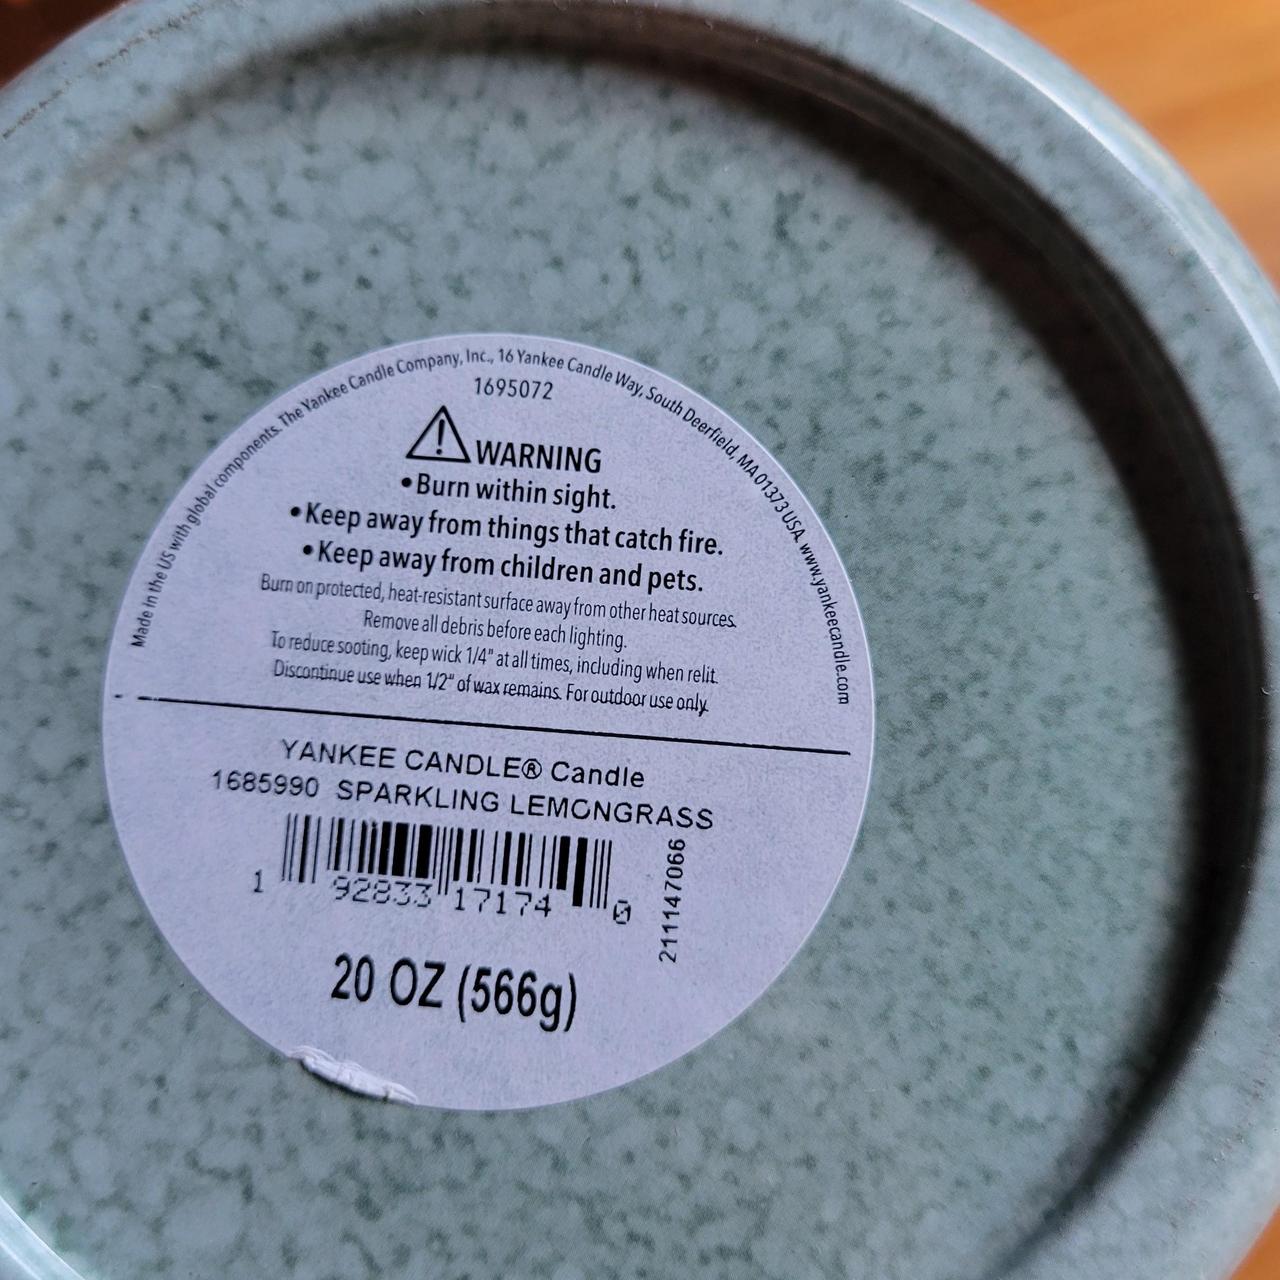 Made in the US with global components. The Yankee Candle Company, Inc., 16 Yankee Candle Way, South Deerfield, MA 01373 USA. www.yankeecandle.com
1695072
WARNING
•Burn within sight.
•Keep away from things that catch fire.
•Keep away from children and pets.
Burn on protected, heat-resistant surface away from other heat sources.
Remove all debris before each lighting.
To reduce sooting, keep wick 1/4" at all times, including when relit.
Discontinue use when 1/2" of wax remains. For outdoor use only.
YANKEE CANDLE® Candle
1685990 SPARKLING LEMONGRASS
1 92833 17174 0
211147066
20 OZ (566g)